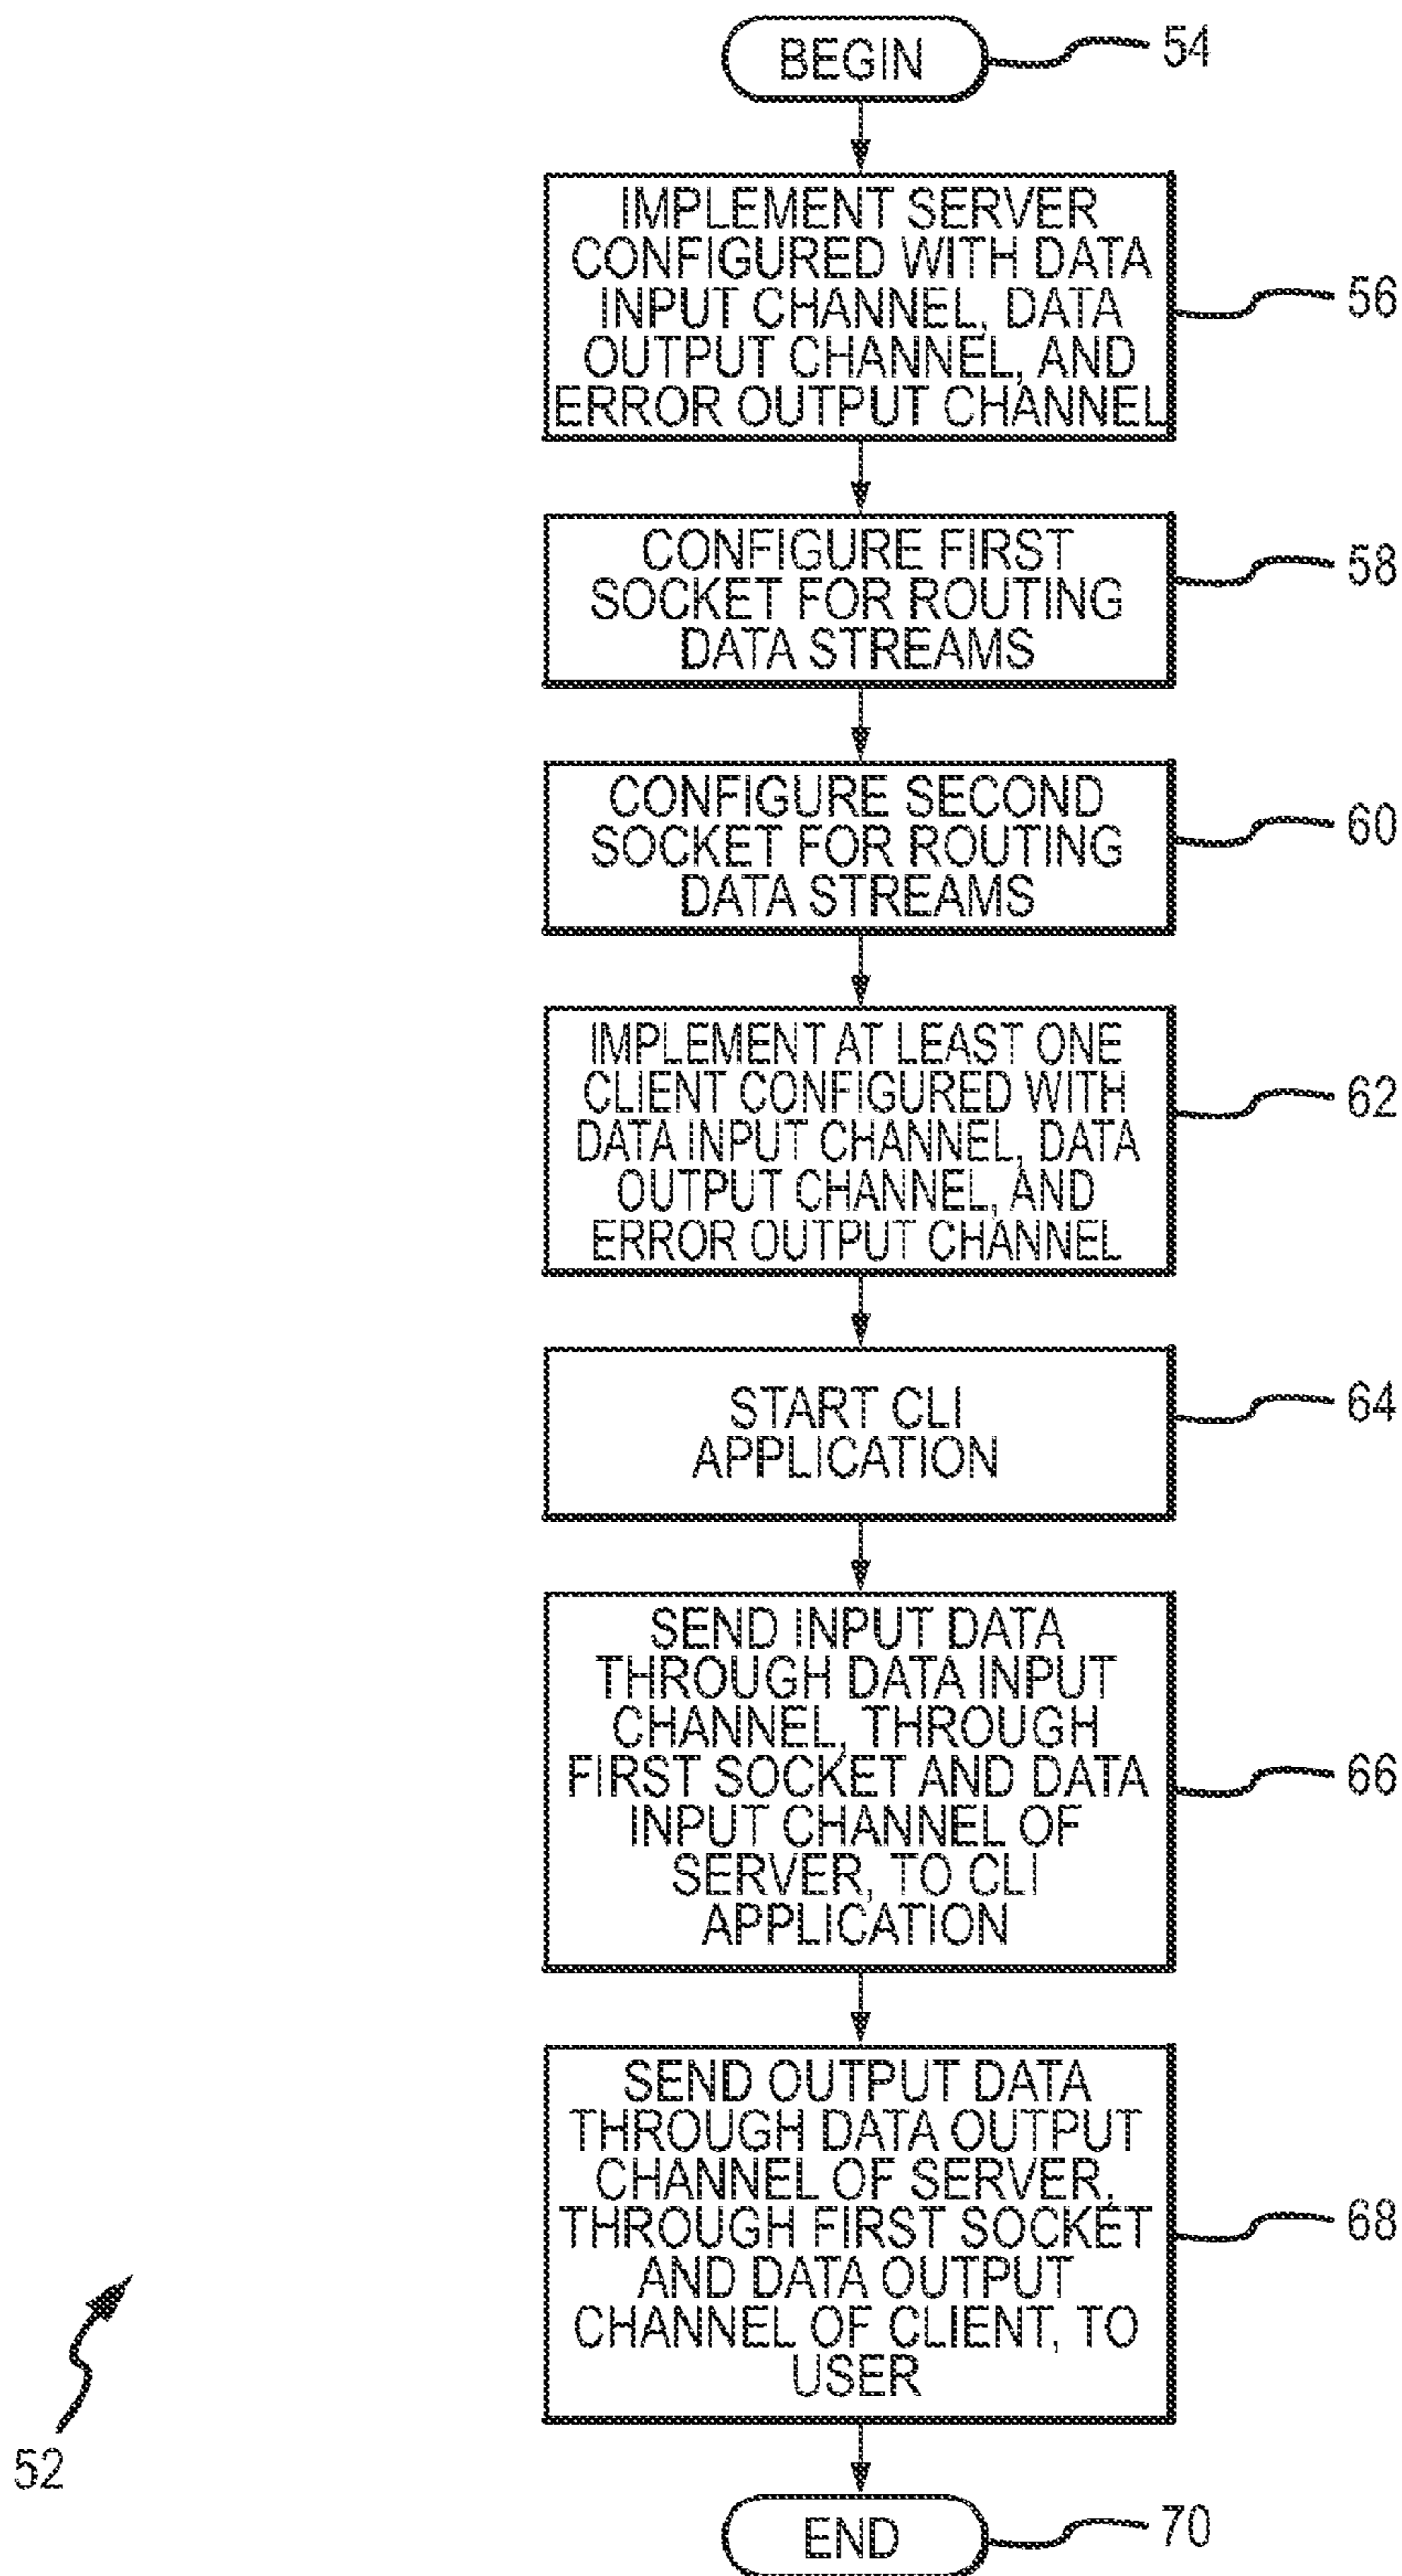 BEGIN
54
IMPLEMENT SERVER
CONFIGURED WITH DATA
INPUT CHANNEL, DATA
OUTPUT CHANNEL, AND
ERROR OUTPUT CHANNEL
56
CONFIGURE FIRST
SOCKET FOR ROUTING
DATA STREAMS
58
CONFIGURE SECOND
SOCKET FOR ROUTING
DATA STREAMS
60
IMPLEMENT AT LEAST ONE
CLIENT CONFIGURED WITH
DATA INPUT CHANNEL, DATA
OUTPUT CHANNEL, AND
ERROR OUTPUT CHANNEL
62
START CLI
APPLICATION
64
SEND INPUT DATA
THROUGH DATA INPUT
CHANNEL, THROUGH
FIRST SOCKET AND DATA
INPUT CHANNEL OF
SERVER, TO CLI
APPLICATION
66
SEND OUTPUT DATA
THROUGH DATA OUTPUT
CHANNEL OF SERVER,
THROUGH FIRST SOCKET
AND DATA OUTPUT
CHANNEL OF CLIENT, TO
USER
68
52
END
70